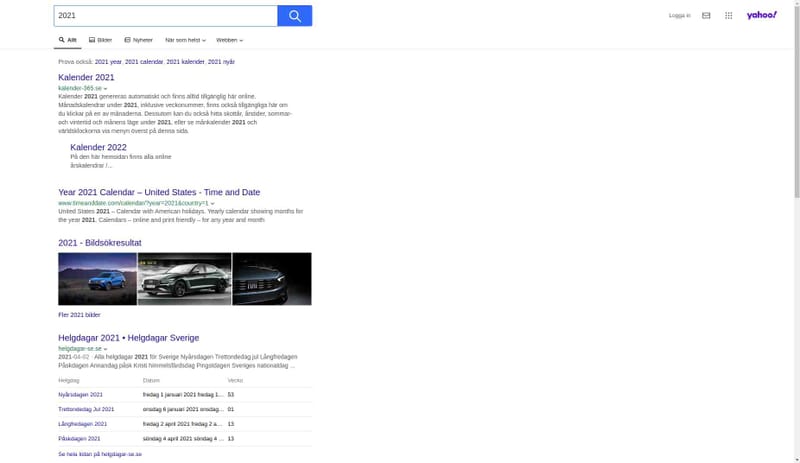 2021
Logga in
yahoo!
Allt
Bilder
Nyheter
När som helst
Webben
Prova också: 2021 year, 2021 calendar, 2021 kalender, 2021 nyår
Kalender 2021
kalender-365.se
Kalender 2021 genereras automatiskt och finns alltid tillgänglig här online.
Månadskalendrar under 2021, inklusive veckonummer, finns också tillgängliga här om
du klickar på en av månaderna. Dessutom kan du också hitta skottår, årstider, sommar-
och vintertid och månens läge under 2021, eller se månkalender 2021 och
världsklockorna via menyn överst på denna sida.
Kalender 2022
På den här hemsidan finns alla online
årskalendrar /...
Year 2021 Calendar – United States - Time and Date
www.timeanddate.com/calendar/?year=2021&country=1
United States 2021 – Calendar with American holidays. Yearly calendar showing months for
the year 2021. Calendars – online and print friendly – for any year and month
2021 - Bildsökresultat
Fler 2021 bilder
Helgdagar 2021 • Helgdagar Sverige
helgdagar-se.se
2021-04-02 · Alla helgdagar 2021 för Sverige Nyårsdagen Trettondedag jul Långfredagen
Påskdagen Annandag påsk Kristi himmelsfärdsdag Pingstdagen Sveriges nationaldag ...
Helgdag Datum Vecka
Nyårsdagen 2021 fredag 1 januari 2021 fredag 1... 53
Trettondedag Jul 2021 onsdag 6 januari 2021 onsdag... 01
Långfredagen 2021 fredag 2 april 2021 fredag 2 a... 13
Påskdagen 2021 söndag 4 april 2021 söndag 4 ... 13
Se hela listan på helgdagar-se.se